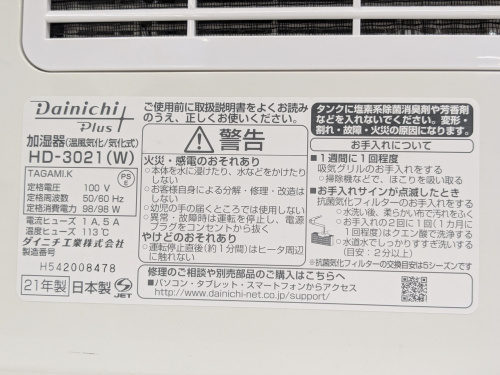 Dainichi
Plus
加湿器(温風気化/気化式)
HD-3021(W)
TAGAMI.K
PS
E
定格電圧 100 V
定格周波数 50/60 Hz
定格消費電力 98/98 W
電流ヒューズ 1A,5A
温度ヒューズ 113℃
ダイニチ工業株式会社
製造番号
H542008478
21年製 日本製
JET
ご使用前に取扱説明書をよくお読み
のうえ、正しくお使いください。
警告
火災・感電のおそれあり
○本体を水に浸けたり、水などをかけたり
しない
○お客様自身による分解・修理・改造は
しない
○幼児の手の届くところでは使用しない
○異常・故障時は運転を停止し、電源
プラグをコンセントから抜く
やけどのおそれあり
○運転停止直後(約1分間)はヒータ周辺
に触れない
タンクに塩素系除菌消臭剤や芳香剤
などを入れないでください。変形・
割れ・故障・火災の原因になります。
お手入れについて
■1週間に1回程度
吸気グリルのお手入れをする
○掃除機などで、ほこりを吸い取る
■お手入れサインが点滅したとき
抗菌気化フィルターのお手入れをする
○水洗い後、柔らかい布で汚れをふく
○お手入れの2回に1回(1カ月に
1回程度)はクエン酸で洗浄する
○水道水でしっかりすすぎ洗いする
(目安:2分以上)
※抗菌気化フィルターの交換目安は5シーズンです
修理のご相談や別売部品のご購入はこちらへ
■パソコン・タブレット・スマートフォンからアクセス
http://www.dainichi-net.co.jp/support/